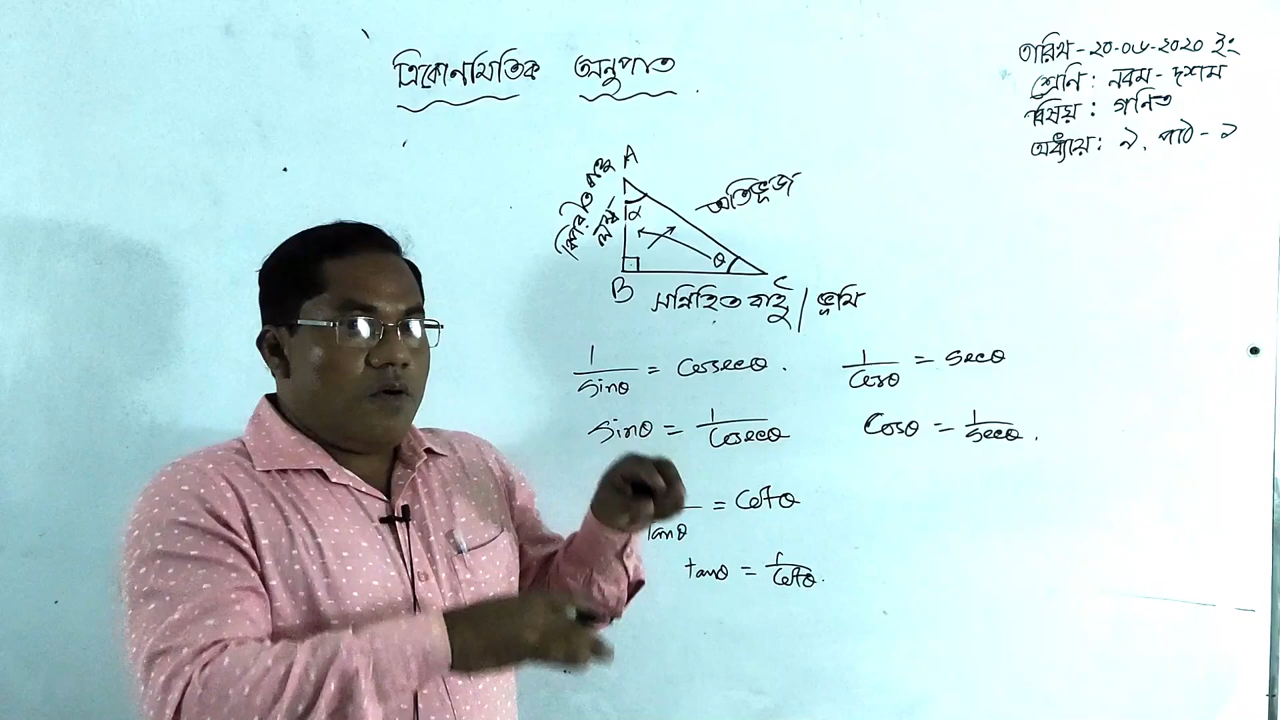 ত্রিকোণমিতিক অনুপাত
তারিখ-২০-০৬-২০২০ ইং
শ্রেণি: নবম-দশম
বিষয়: গণিত
অধ্যায়: ৯, পাঠ-১
A
বিপরীত বাহু
লম্ব
α
অতিভুজ
θ
B
C
সন্নিহিত বাহু / ভূমি
1/sinθ = cosecθ. 1/cosθ = secθ
sinθ = 1/cosecθ cosθ = 1/secθ.
tanθ = cotθ
tanθ = 1/cotθ.